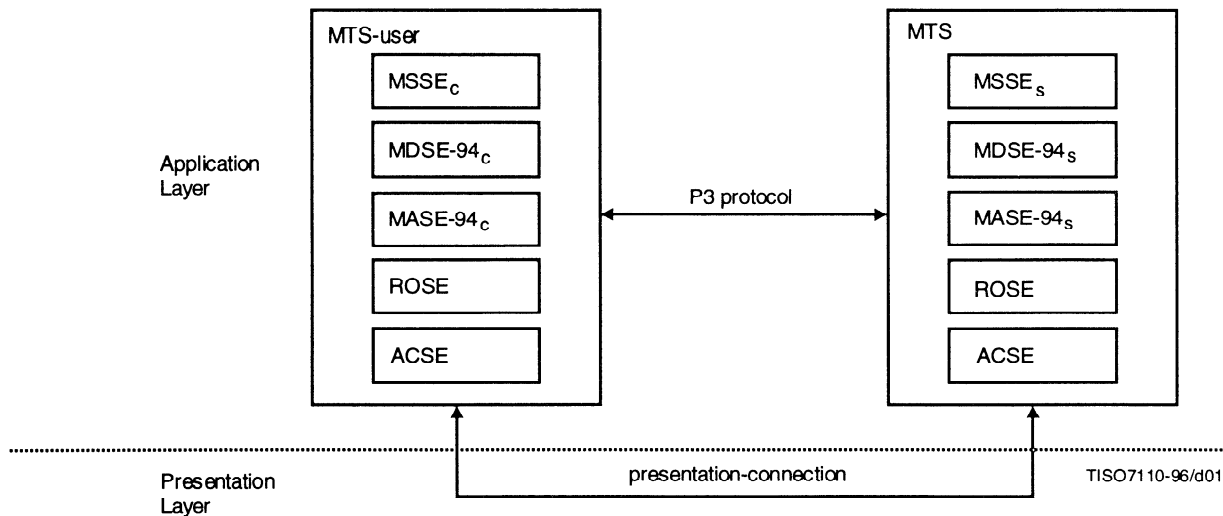 MTS-user
MSSEc
MDSE-94c
MASE-94c
ROSE
ACSE
Application
Layer
P3 protocol
MTS
MSSEs
MDSE-94s
MASE-94s
ROSE
ACSE
presentation-connection
Presentation
Layer
TISO7110-96/d01